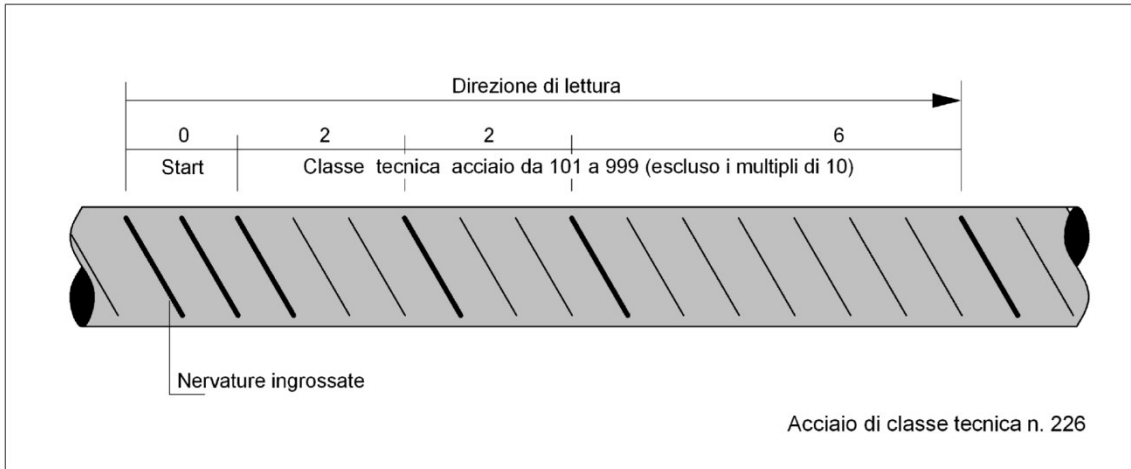 Direzione di lettura
0 2 2 6
Start Classe tecnica acciaio da 101 a 999 (escluso i multipli di 10)
Nervature ingrossate
Acciaio di classe tecnica n. 226